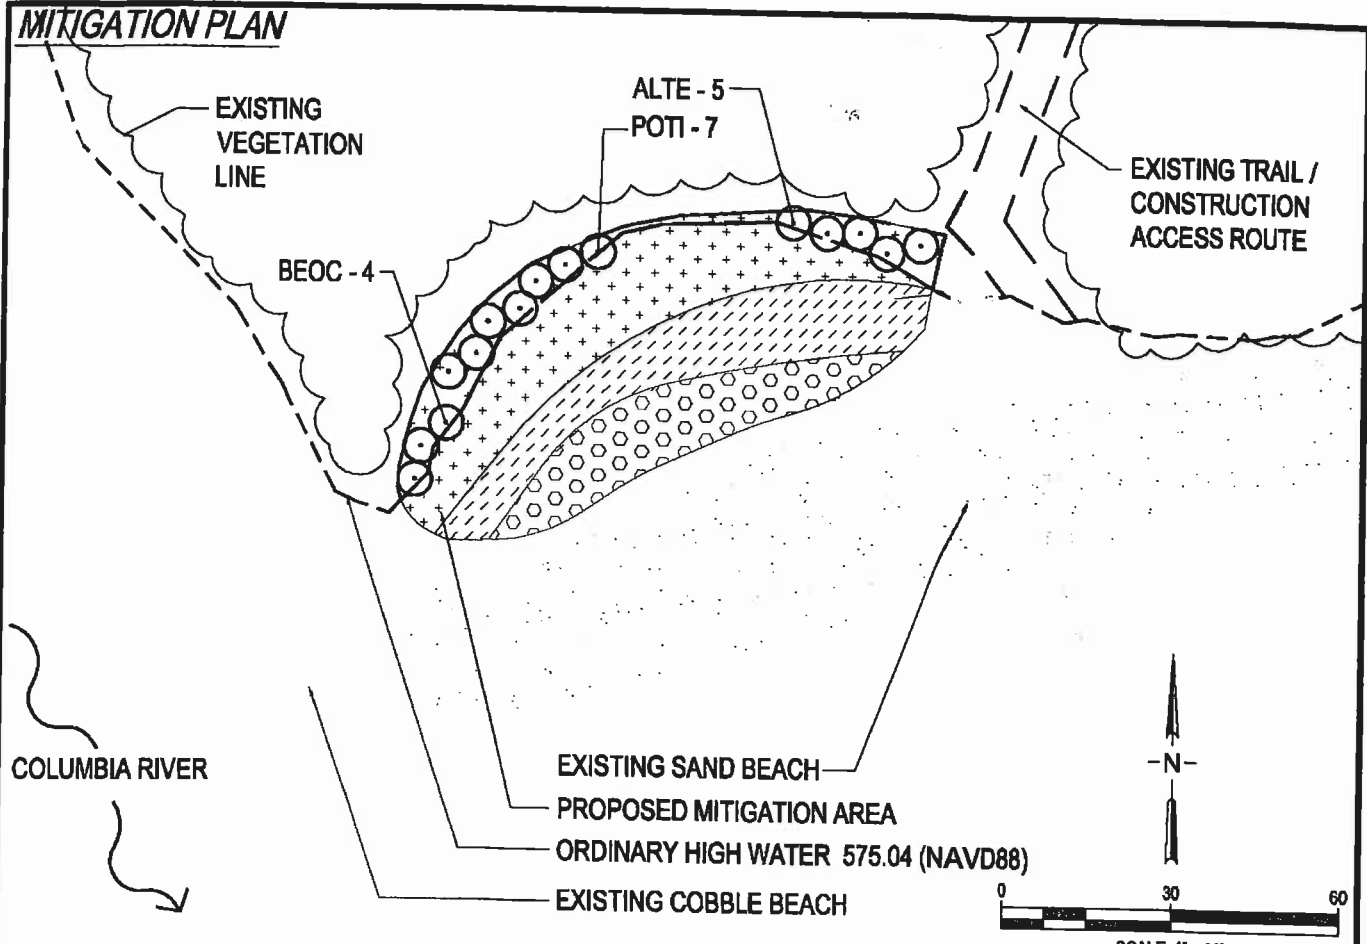 MITIGATION PLAN
ALTE - 5
POTI - 7
EXISTING
VEGETATION
LINE
EXISTING TRAIL /
CONSTRUCTION
ACCESS ROUTE
BEOC - 4
COLUMBIA RIVER
EXISTING SAND BEACH
PROPOSED MITIGATION AREA
ORDINARY HIGH WATER 575.04 (NAVD88)
EXISTING COBBLE BEACH
-N-
0 30 60